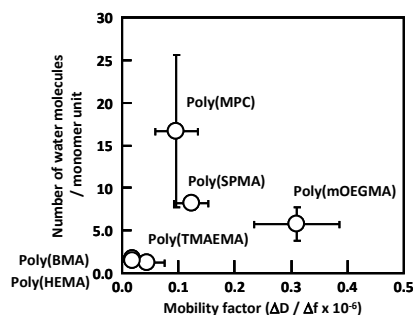 Number of water molecules
/ monomer unit
30
25
20
15
10
5.0
0.0
Poly(MPC)
Poly(SPMA)
Poly(mOEGMA)
Poly(TMAEMA)
Poly(BMA)
Poly(HEMA)
0.0 0.1 0.2 0.3 0.4 0.5
Mobility factor (ΔD / Δf x 10⁻⁶)